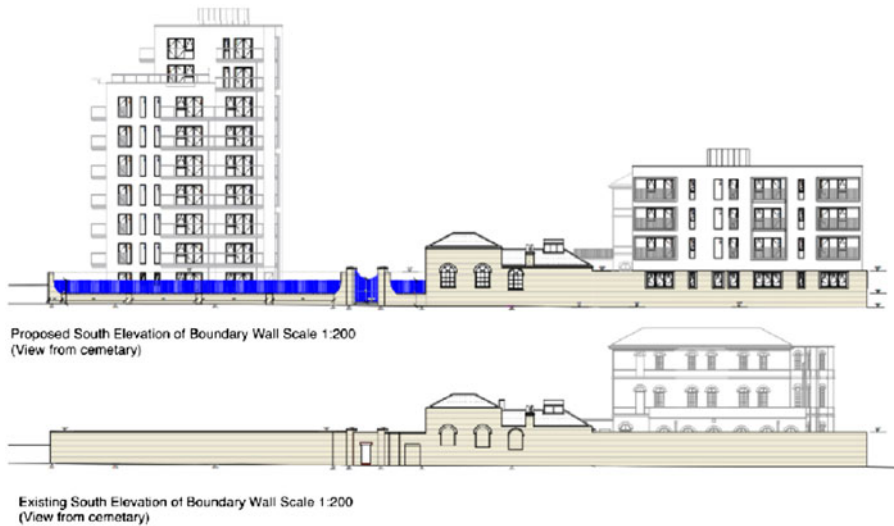 Proposed South Elevation of Boundary Wall Scale 1:200
(View from cemetary)
Existing South Elevation of Boundary Wall Scale 1:200
(View from cemetary)